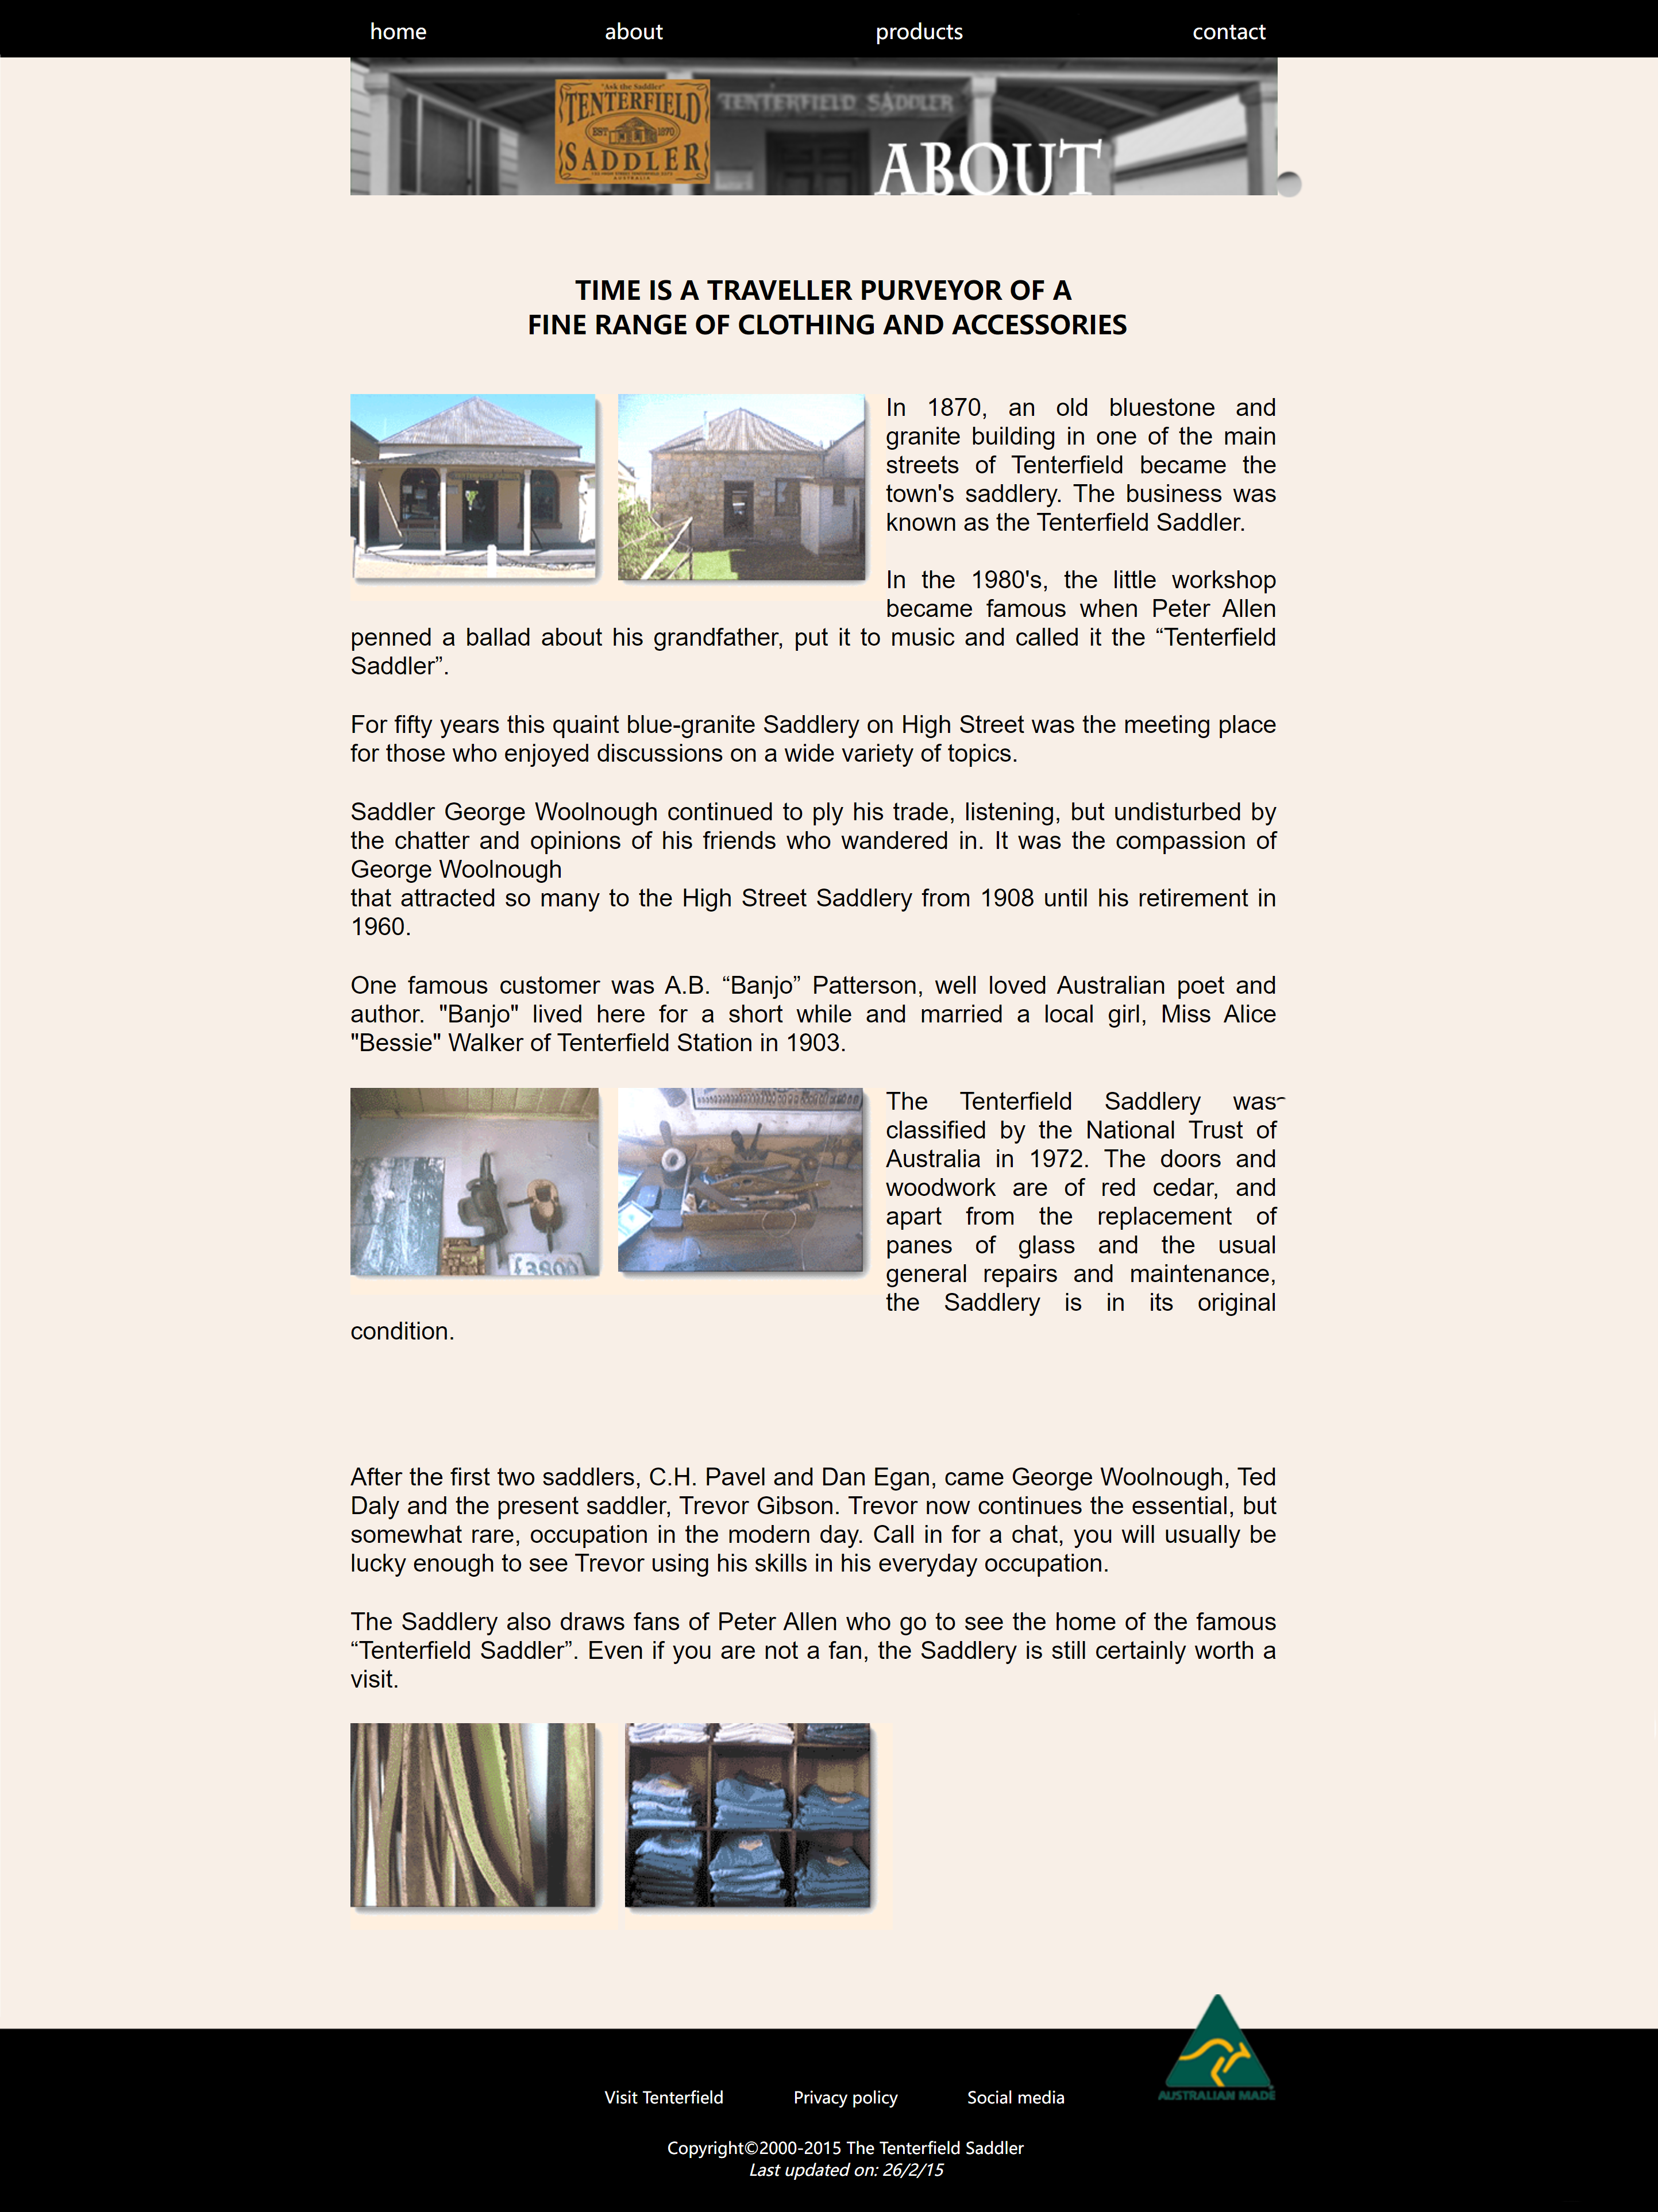 home about products contact
"Ask the Saddler"
TENTERFIELD
EST 1870
SADDLER
AUSTRALIA
TENTERFIELD SADDLER
ABOUT
TIME IS A TRAVELLER PURVEYOR OF A
FINE RANGE OF CLOTHING AND ACCESSORIES
In 1870, an old bluestone and
granite building in one of the main
streets of Tenterfield became the
town's saddlery. The business was
known as the Tenterfield Saddler.
In the 1980's, the little workshop
became famous when Peter Allen
penned a ballad about his grandfather, put it to music and called it the “Tenterfield
Saddler”.
For fifty years this quaint blue-granite Saddlery on High Street was the meeting place
for those who enjoyed discussions on a wide variety of topics.
Saddler George Woolnough continued to ply his trade, listening, but undisturbed by
the chatter and opinions of his friends who wandered in. It was the compassion of
George Woolnough
that attracted so many to the High Street Saddlery from 1908 until his retirement in
1960.
One famous customer was A.B. “Banjo” Patterson, well loved Australian poet and
author. "Banjo" lived here for a short while and married a local girl, Miss Alice
"Bessie" Walker of Tenterfield Station in 1903.
The Tenterfield Saddlery was
classified by the National Trust of
Australia in 1972. The doors and
woodwork are of red cedar, and
apart from the replacement of
panes of glass and the usual
general repairs and maintenance,
the Saddlery is in its original
condition.
£3800
After the first two saddlers, C.H. Pavel and Dan Egan, came George Woolnough, Ted
Daly and the present saddler, Trevor Gibson. Trevor now continues the essential, but
somewhat rare, occupation in the modern day. Call in for a chat, you will usually be
lucky enough to see Trevor using his skills in his everyday occupation.
The Saddlery also draws fans of Peter Allen who go to see the home of the famous
“Tenterfield Saddler”. Even if you are not a fan, the Saddlery is still certainly worth a
visit.
AUSTRALIAN MADE
Visit Tenterfield Privacy policy Social media
Copyright©2000-2015 The Tenterfield Saddler
Last updated on: 26/2/15